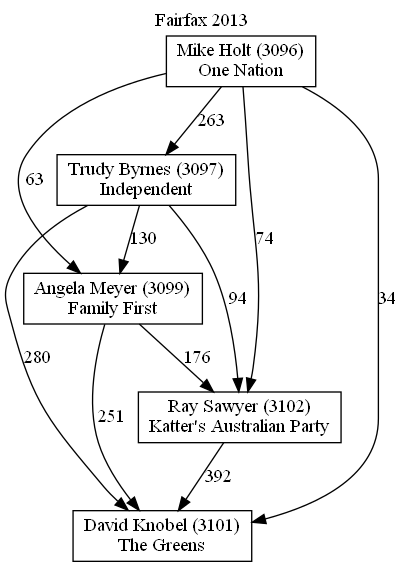 Fairfax 2013
Mike Holt (3096)
One Nation
263
Trudy Byrnes (3097)
Independent
63
130
74
94
34
Angela Meyer (3099)
Family First
280
176
251
Ray Sawyer (3102)
Katter's Australian Party
392
David Knobel (3101)
The Greens